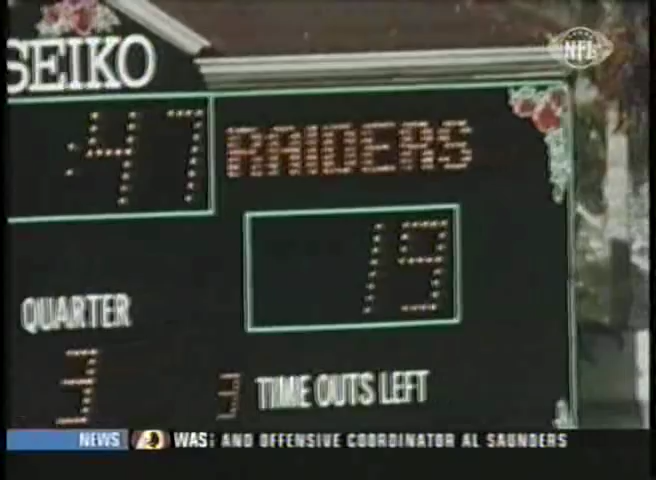 NFL
SEIKO
47 RAIDERS
19
QUARTER
3
3 TIME OUTS LEFT
NEWS WAS: AND OFFENSIVE COORDINATOR AL SAUNDERS